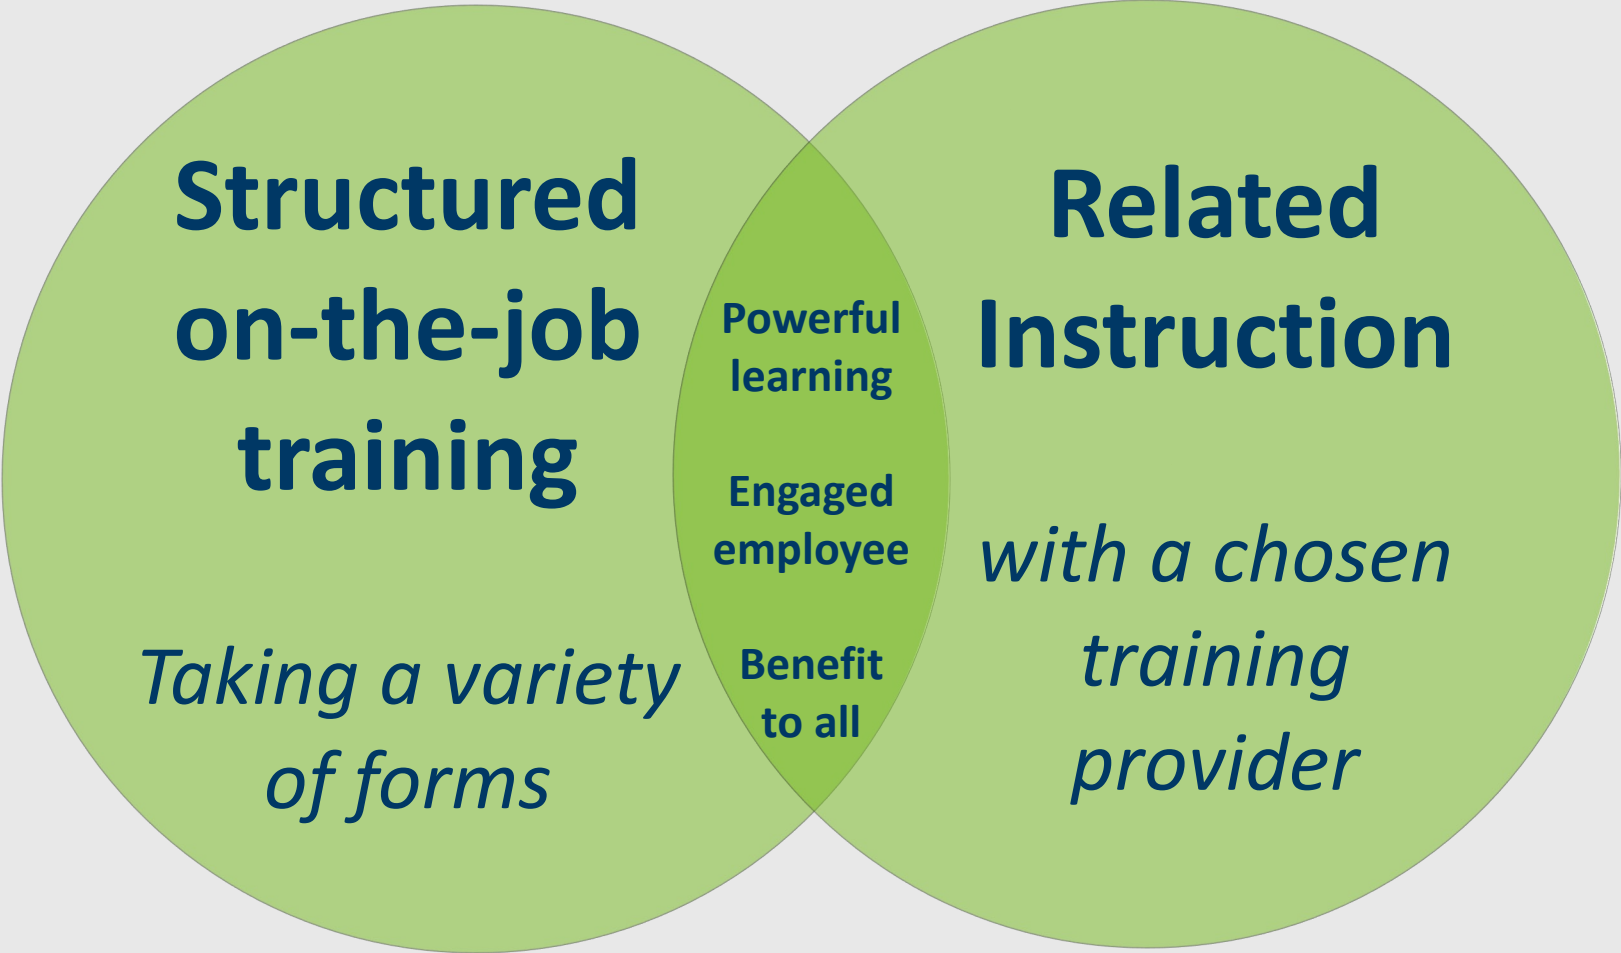 Structured
on-the-job
training
Taking a variety
of forms
Powerful
learning
Engaged
employee
Benefit
to all
Related
Instruction
with a chosen
training
provider